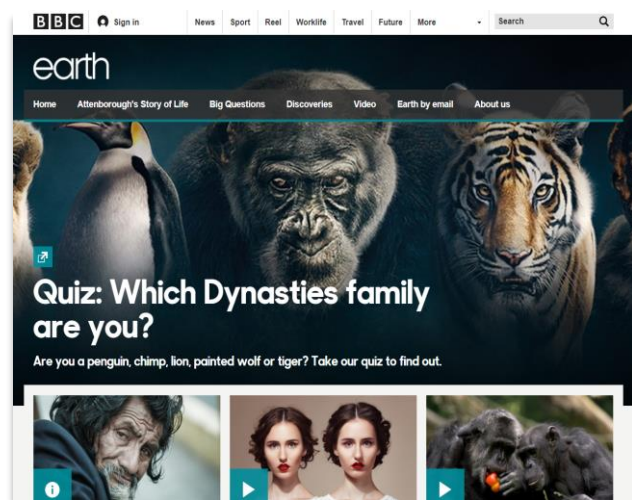 BBC Sign in News Sport Reel Worklife Travel Future More Search
earth
Home Attenborough's Story of Life Big Questions Discoveries Video Earth by email About us
Quiz: Which Dynasties family
are you?
Are you a penguin, chimp, lion, painted wolf or tiger? Take our quiz to find out.